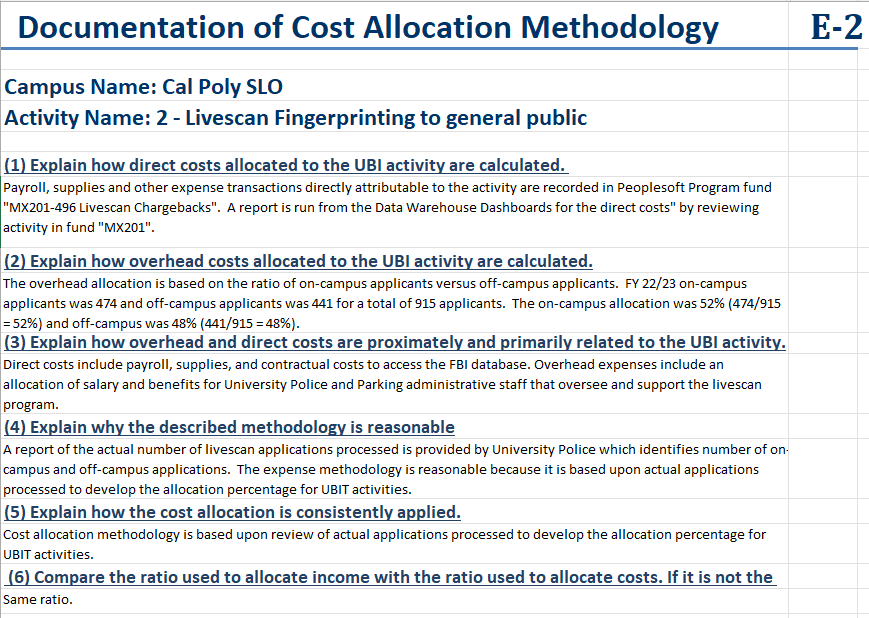 Documentation of Cost Allocation Methodology E-2
Campus Name: Cal Poly SLO
Activity Name: 2 - Livescan Fingerprinting to general public
(1) Explain how direct costs allocated to the UBI activity are calculated.
Payroll, supplies and other expense transactions directly attributable to the activity are recorded in Peoplesoft Program fund
"MX201-496 Livescan Chargebacks".  A report is run from the Data Warehouse Dashboards for the direct costs" by reviewing
activity in fund "MX201".
(2) Explain how overhead costs allocated to the UBI activity are calculated.
The overhead allocation is based on the ratio of on-campus applicants versus off-campus applicants.  FY 22/23 on-campus
applicants was 474 and off-campus applicants was 441 for a total of 915 applicants.  The on-campus allocation was 52% (474/915
= 52%) and off-campus was 48% (441/915 = 48%).
(3) Explain how overhead and direct costs are proximately and primarily related to the UBI activity.
Direct costs include payroll, supplies, and contractual costs to access the FBI database. Overhead expenses include an
allocation of salary and benefits for University Police and Parking administrative staff that oversee and support the livescan
program.
(4) Explain why the described methodology is reasonable
A report of the actual number of livescan applications processed is provided by University Police which identifies number of on-
campus and off-campus applications.  The expense methodology is reasonable because it is based upon actual applications
processed to develop the allocation percentage for UBIT activities.
(5) Explain how the cost allocation is consistently applied.
Cost allocation methodology is based upon review of actual applications processed to develop the allocation percentage for
UBIT activities.
(6) Compare the ratio used to allocate income with the ratio used to allocate costs. If it is not the
Same ratio.